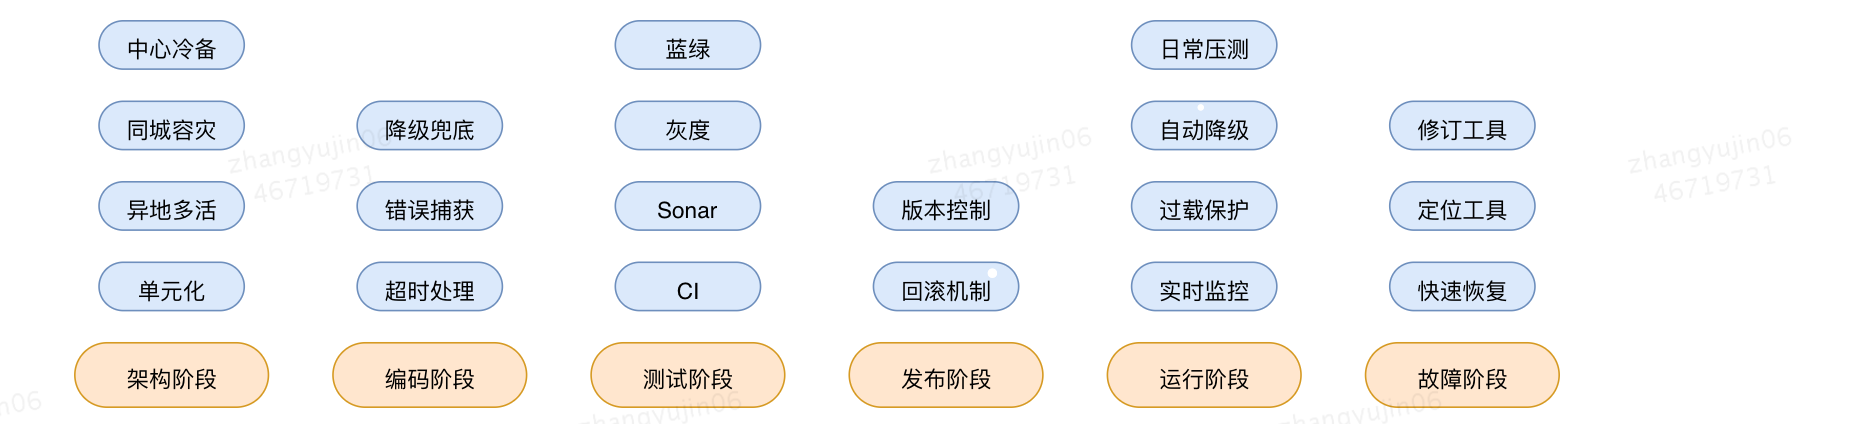 中心冷备
蓝绿
日常压测
同城容灾
降级兜底
灰度
自动降级
修订工具
异地多活
错误捕获
Sonar
版本控制
过载保护
定位工具
单元化
超时处理
CI
回滚机制
实时监控
快速恢复
架构阶段
编码阶段
测试阶段
发布阶段
运行阶段
故障阶段
zhangyujin06
46719731
zhangyujin06
46719731
zhangyujin06
46719731
in06
zhangyujin06
zhangyujin06